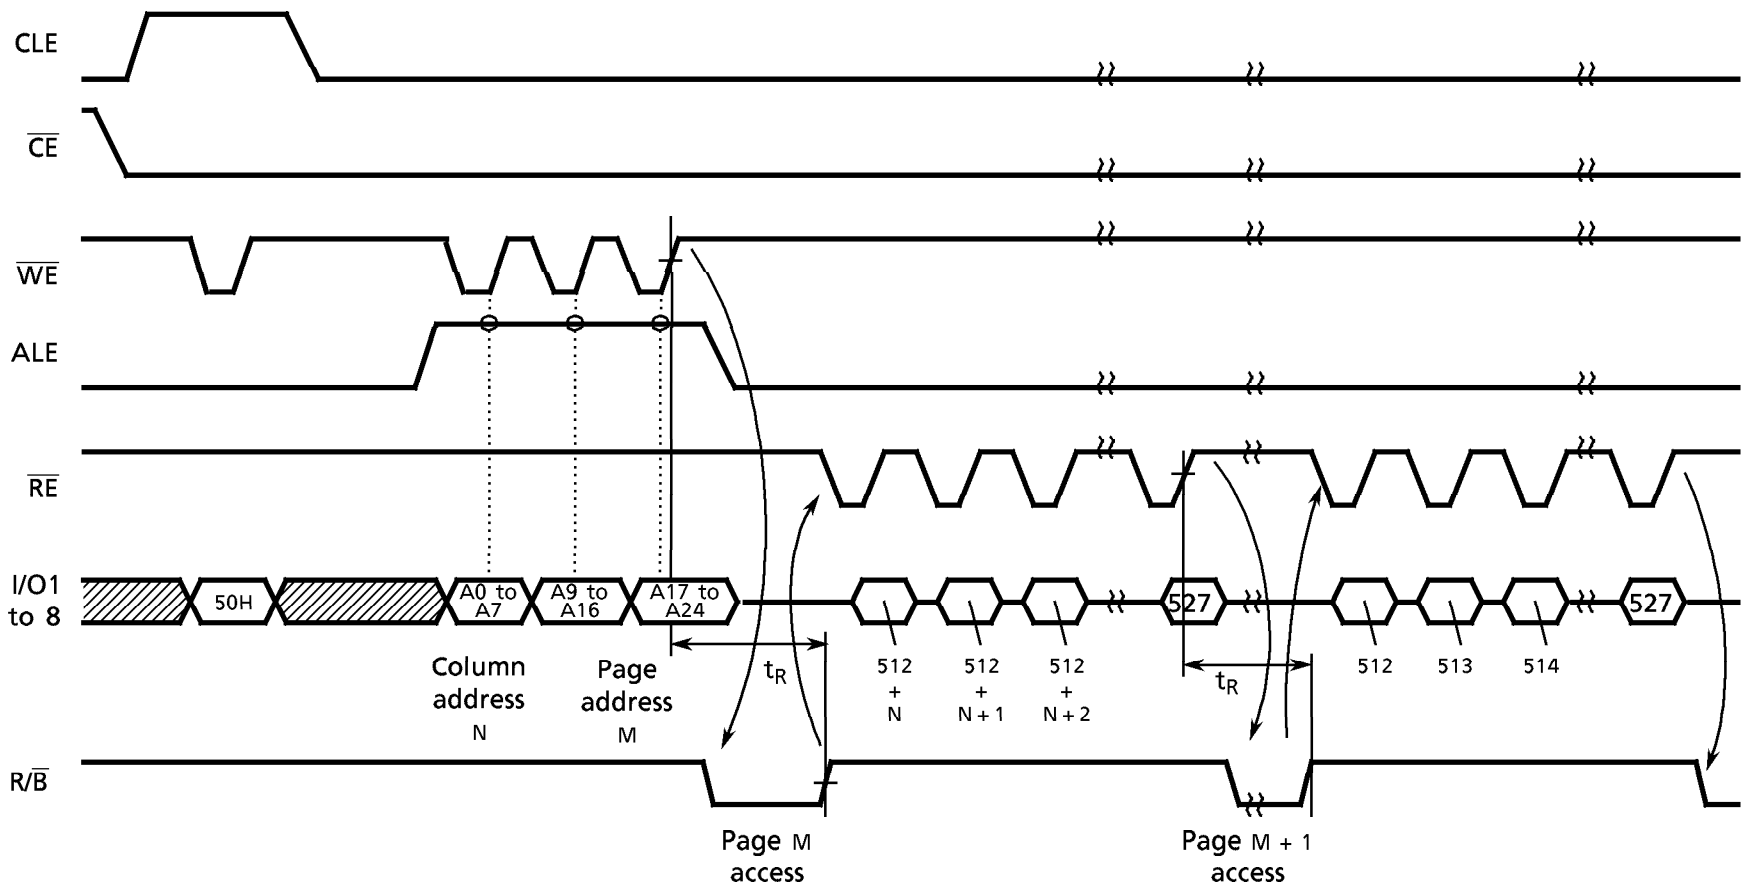 CLE
CE
WE
ALE
RE
I/O1
to 8
50H
A0 to
A7
A9 to
A16
A17 to
A24
527
527
Column
address
N
Page
address
M
tR
512
+
N
512
+
N + 1
512
+
N + 2
tR
512
513
514
R/B
Page M
access
Page M + 1
access